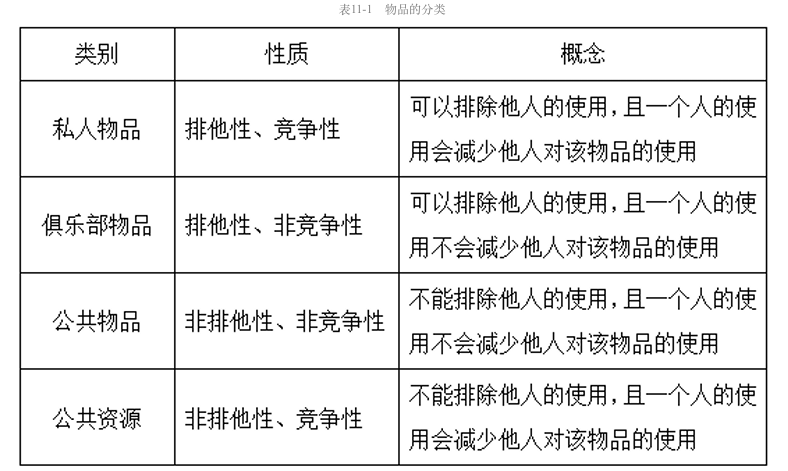 表11-1 物品的分类
类别 性质 概念
私人物品 排他性、竞争性 可以排除他人的使用，且一个人的使
用会减少他人对该物品的使用
俱乐部物品 排他性、非竞争性 可以排除他人的使用，且一个人的使
用不会减少他人对该物品的使用
公共物品 非排他性、非竞争性 不能排除他人的使用，且一个人的使
用不会减少他人对该物品的使用
公共资源 非排他性、竞争性 不能排除他人的使用，且一个人的使
用会减少他人对该物品的使用